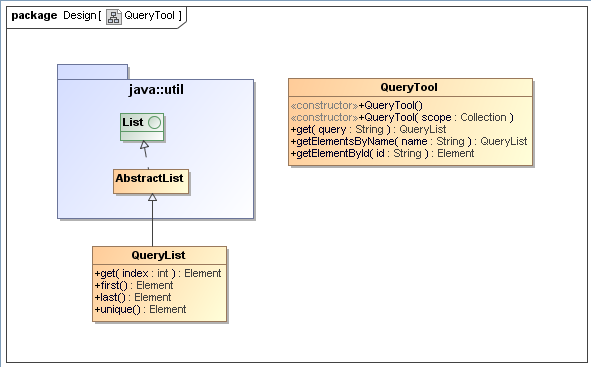 package Design[ QueryTool ]
java::util
List
AbstractList
QueryList
+get( index : int ) : Element
+first() : Element
+last() : Element
+unique() : Element
QueryTool
«constructor»+QueryTool()
«constructor»+QueryTool( scope : Collection )
+get( query : String ) : QueryList
+getElementsByName( name : String ) : QueryList
+getElementById( id : String ) : Element